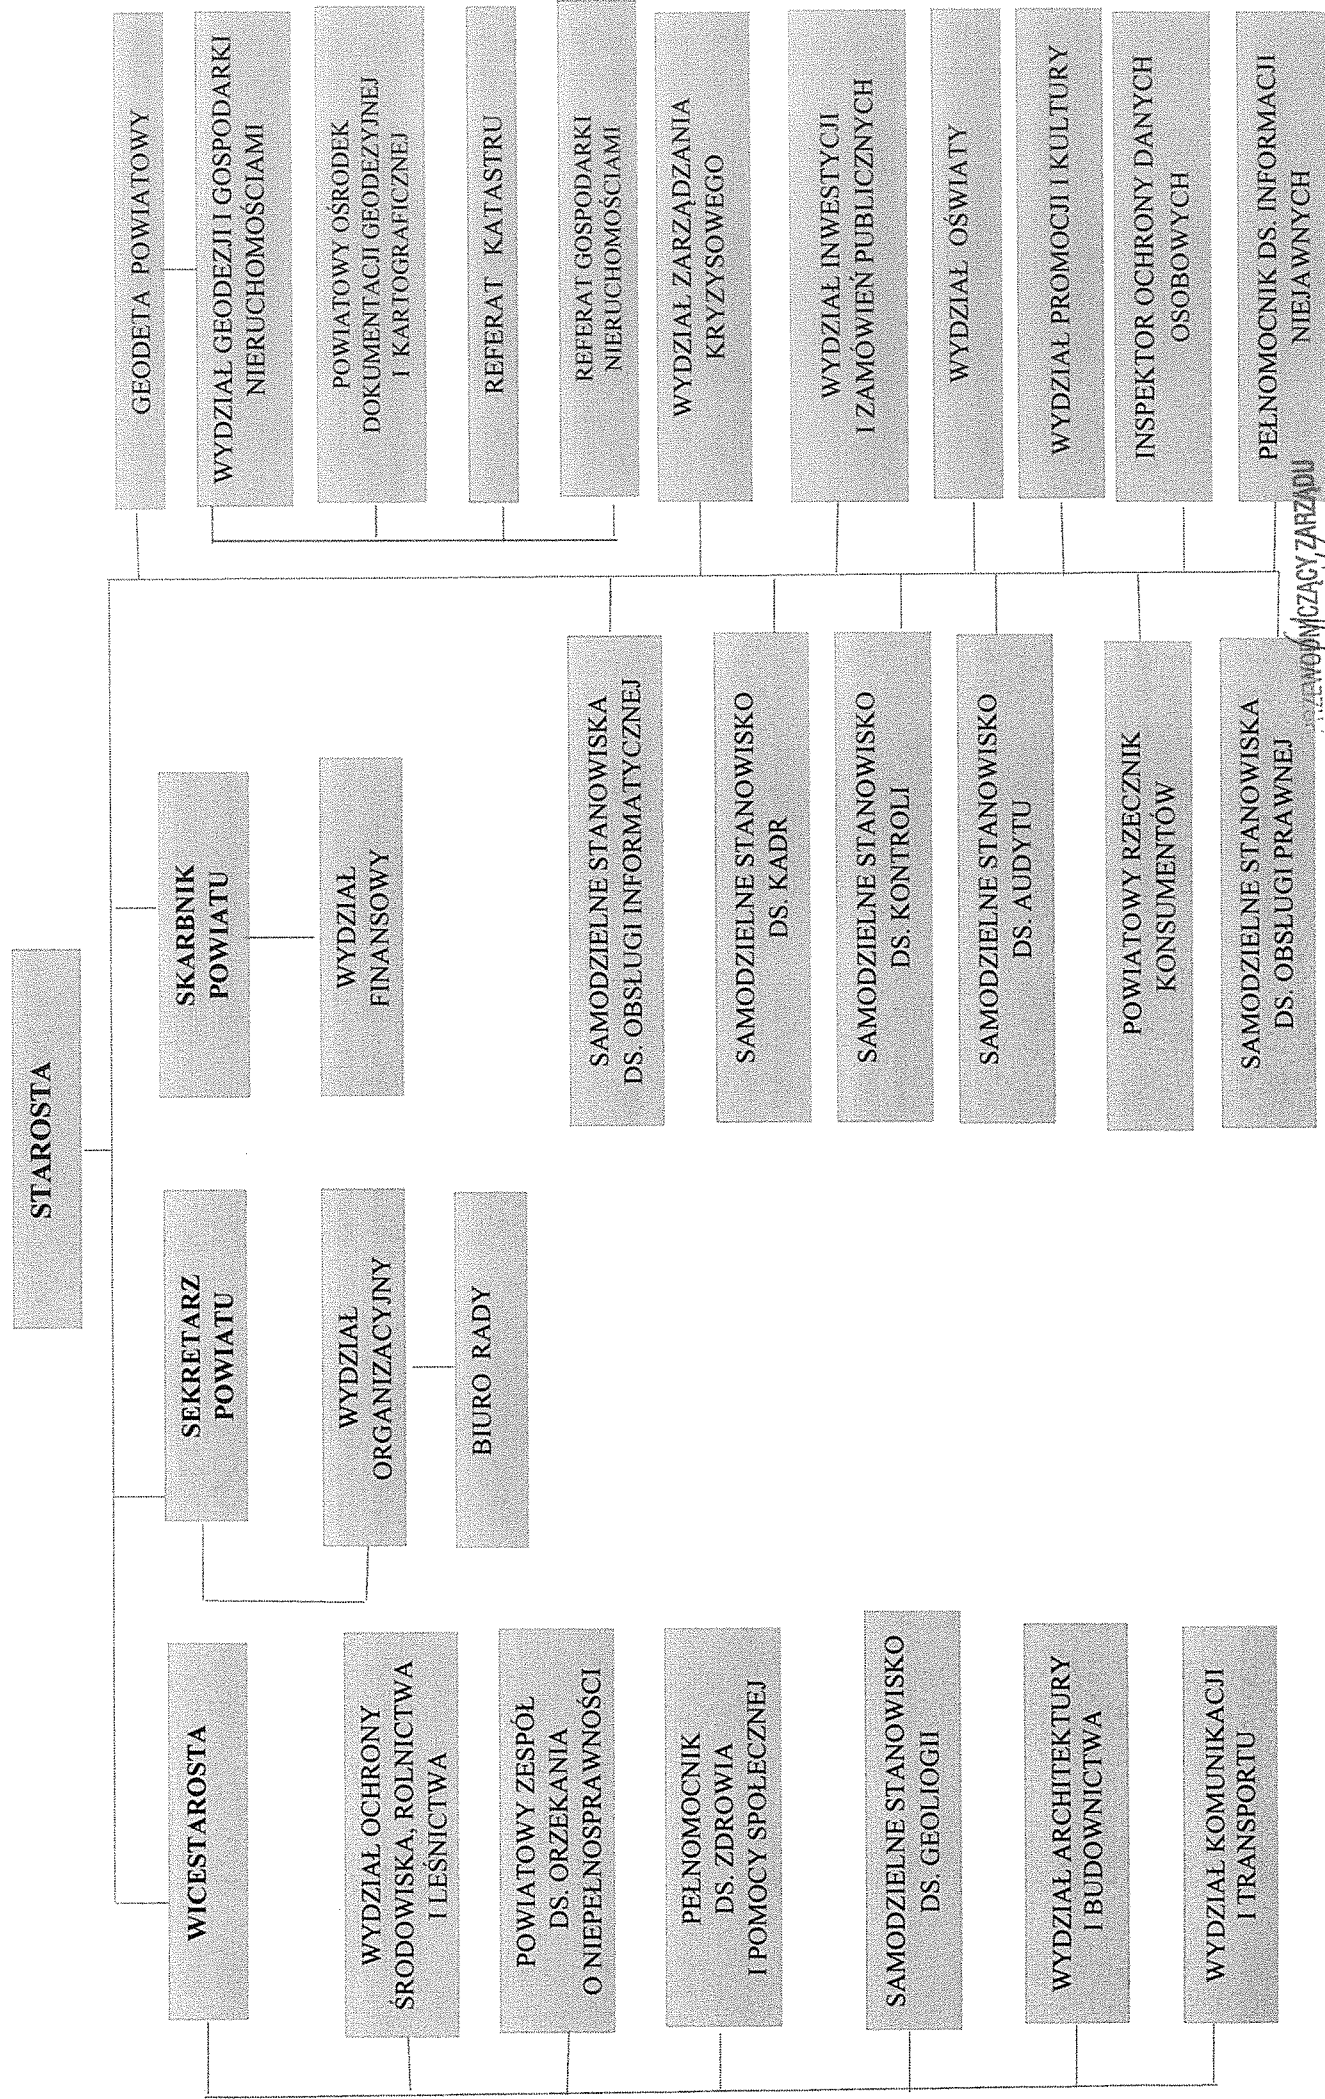 STAROSTA
WICESTAROSTA
WYDZIAŁ OCHRONY
ŚRODOWISKA, ROLNICTWA
I LEŚNICTWA
POWIATOWY ZESPÓŁ
DS. ORZEKANIA
O NIEPEŁNOSPRAWNOŚCI
PEŁNOMOCNIK
DS. ZDROWIA
I POMOCY SPOŁECZNEJ
SAMODZIELNE STANOWISKO
DS. GEOLIOGII
WYDZIAŁ ARCHITEKTURY
I BUDOWNICTWA
WYDZIAŁ KOMUNIKACJI
I TRANSPORTU
SEKRETARZ
POWIATU
WYDZIAŁ
ORGANIZACYJNY
BIURO RADY
SKARBNIK
POWIATU
WYDZIAŁ
FINANSOWY
SAMODZIELNE STANOWISKA
DS. OBSŁUGI INFORMATYCZNEJ
SAMODZIELNE STANOWISKO
DS. KADR
SAMODZIELNE STANOWISKO
DS. KONTROLI
SAMODZIELNE STANOWISKO
DS. AUDYTU
POWIATOWY RZECZNIK
KONSUMENTÓW
SAMODZIELNE STANOWISKA
DS. OBSŁUGI PRAWNEJ
GEODETA POWIATOWY
WYDZIAŁ GEODEZJI I GOSPODARKI
NIERUCHOMOŚCIAMI
POWIATOWY OŚRODEK
DOKUMENTACJI GEODEZYJNEJ
I KARTOGRAFICZNEJ
REFERAT KATASTRU
REFERAT GOSPODARKI
NIERUCHOMOŚCIAMI
WYDZIAŁ ZARZĄDZANIA
KRYZYSOWEGO
WYDZIAŁ INWESTYCJI
I ZAMÓWIEŃ PUBLICZNYCH
WYDZIAŁ OŚWIATY
WYDZIAŁ PROMOCJI I KULTURY
INSPEKTOR OCHRONY DANYCH
OSOBOWYCH
PEŁNOMOCNIK DS. INFORMACJI
NIEJAWNYCH
ZARZĄDU